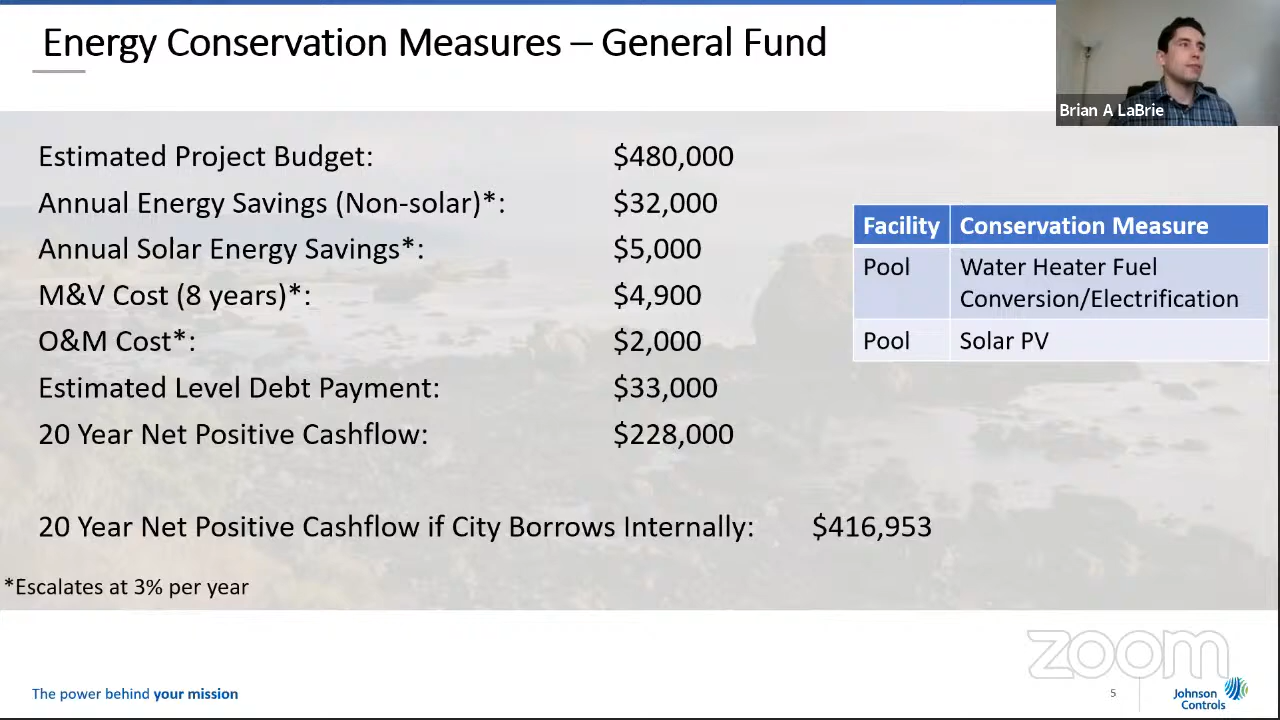 Energy Conservation Measures – General Fund
Brian A LaBrie
Estimated Project Budget: $480,000
Annual Energy Savings (Non-solar)*: $32,000
Annual Solar Energy Savings*: $5,000
M&V Cost (8 years)*: $4,900
O&M Cost*: $2,000
Estimated Level Debt Payment: $33,000
20 Year Net Positive Cashflow: $228,000
20 Year Net Positive Cashflow if City Borrows Internally: $416,953
*Escalates at 3% per year
Facility Conservation Measure
Pool Water Heater Fuel
Conversion/Electrification
Pool Solar PV
zoom
The power behind your mission
5
Johnson
Controls